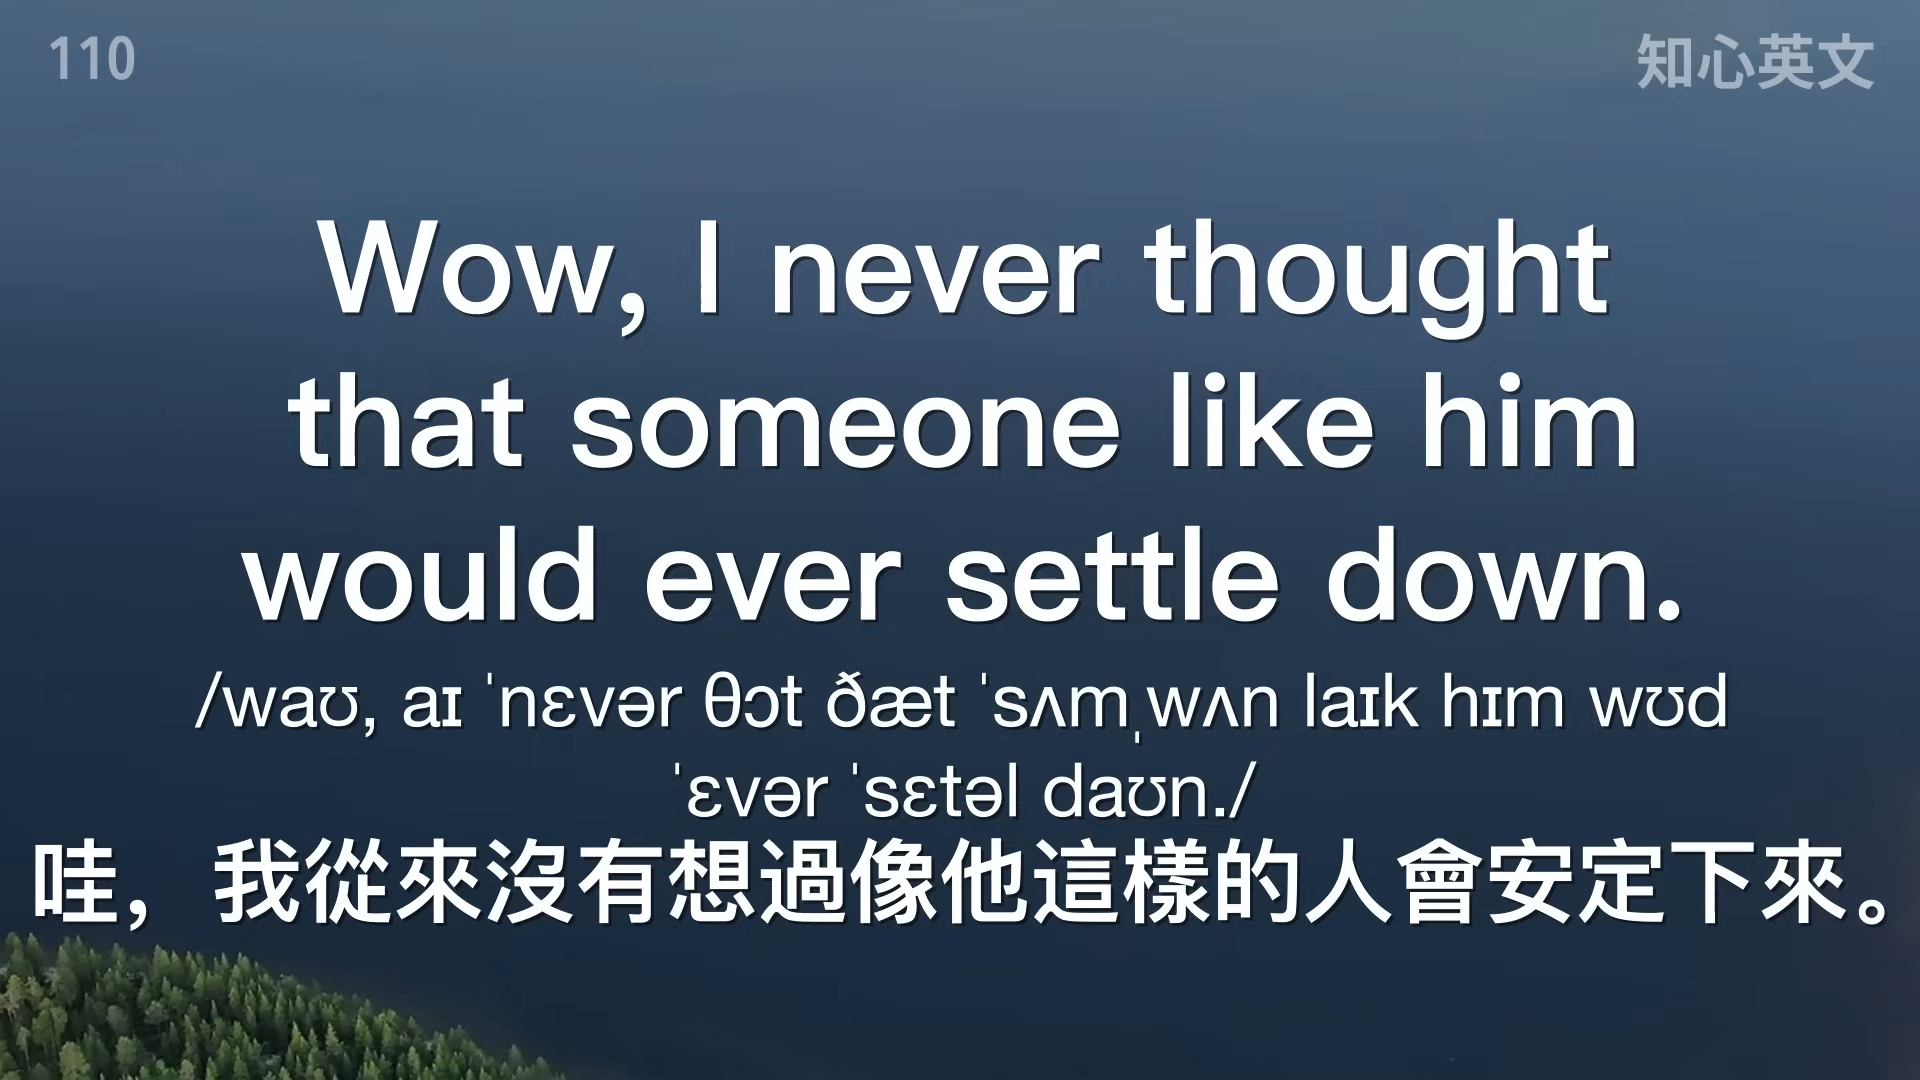 110
知心英文
Wow, I never thought
that someone like him
would ever settle down.
/waʊ, aɪ ˈnɛvər θɔt ðæt ˈsʌmˌwʌn laɪk hɪm wʊd
ˈɛvər ˈsɛtəl daʊn./
哇，我從來沒有想過像他這樣的人會安定下來。